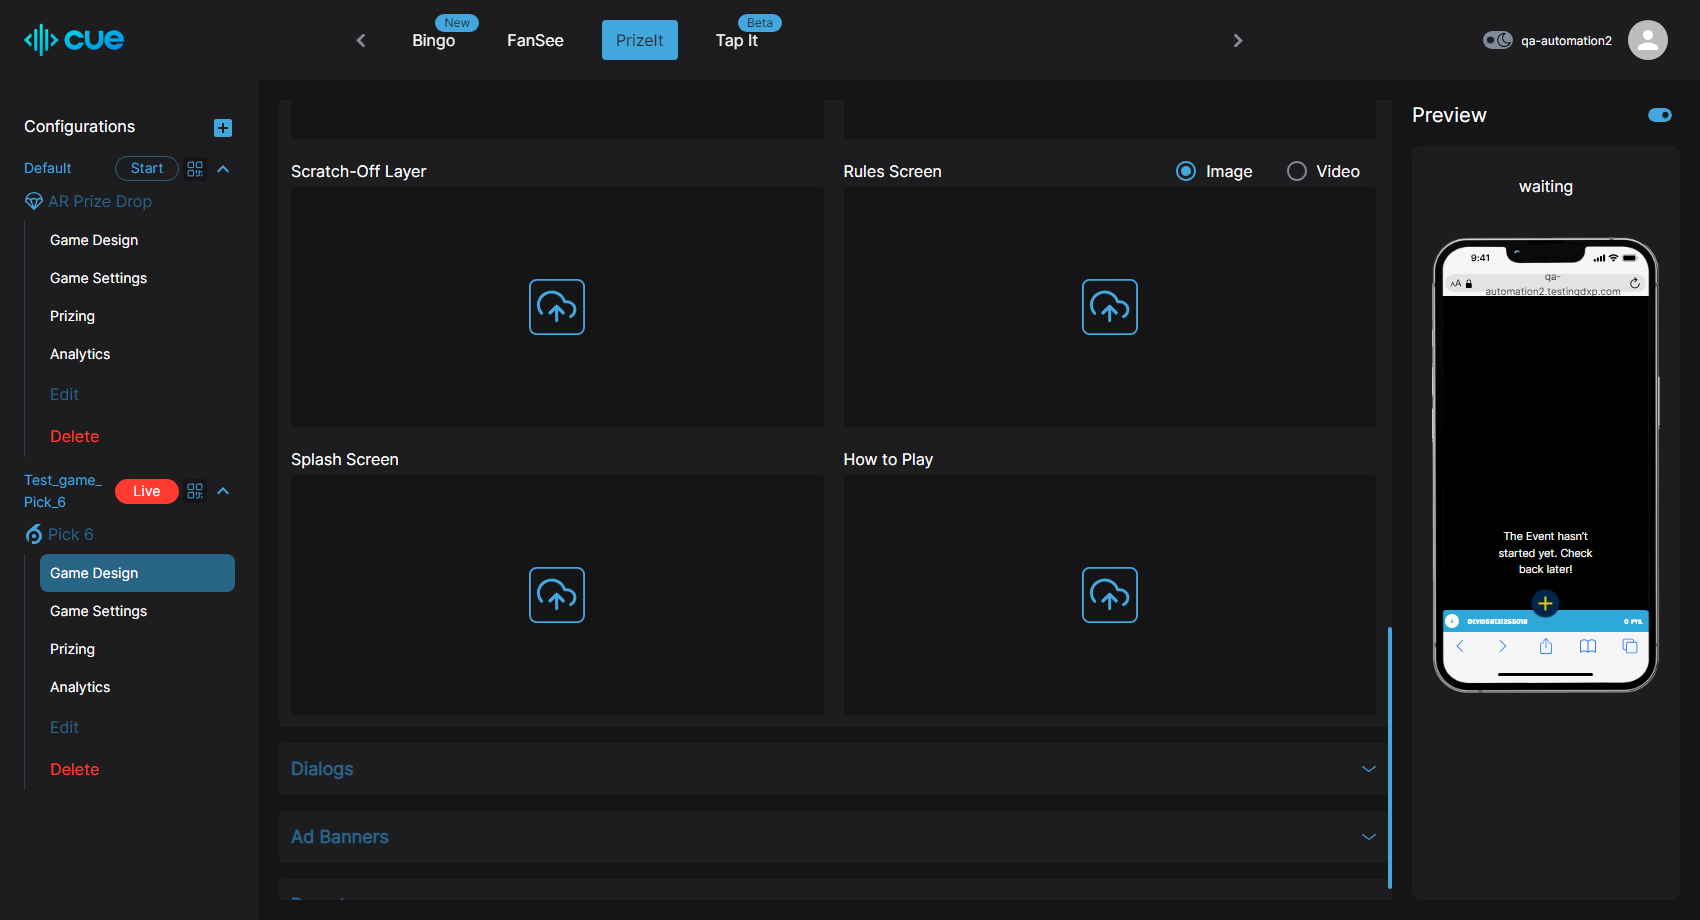 cue
New
Bingo
FanSee
PrizeIt
Beta
Tap It
qa-automation2
Configurations
Default
Start
AR Prize Drop
Game Design
Game Settings
Prizing
Analytics
Edit
Delete
Test_game_
Pick_6
Live
Pick 6
Game Design
Game Settings
Prizing
Analytics
Edit
Delete
Scratch-Off Layer
Rules Screen
Image
Video
Splash Screen
How to Play
Dialogs
Ad Banners
Preview
waiting
9:41
AA
qa-
automation2.testingdxp.com
The Event hasn't
started yet. Check
back later!
0 PTS.